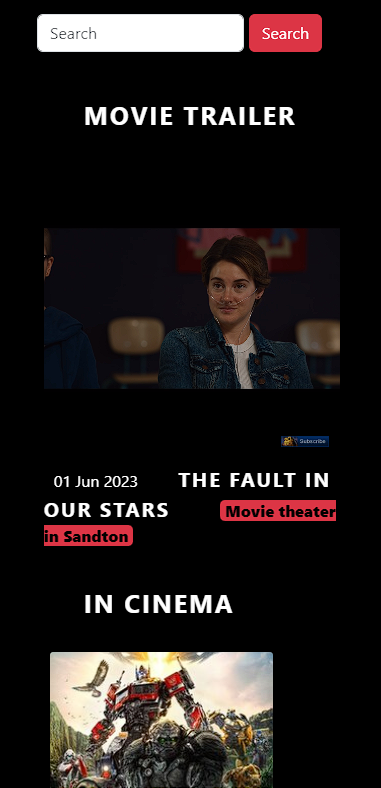 Search Search
MOVIE TRAILER
Subscribe
01 Jun 2023 THE FAULT IN
OUR STARS Movie theater
in Sandton
IN CINEMA